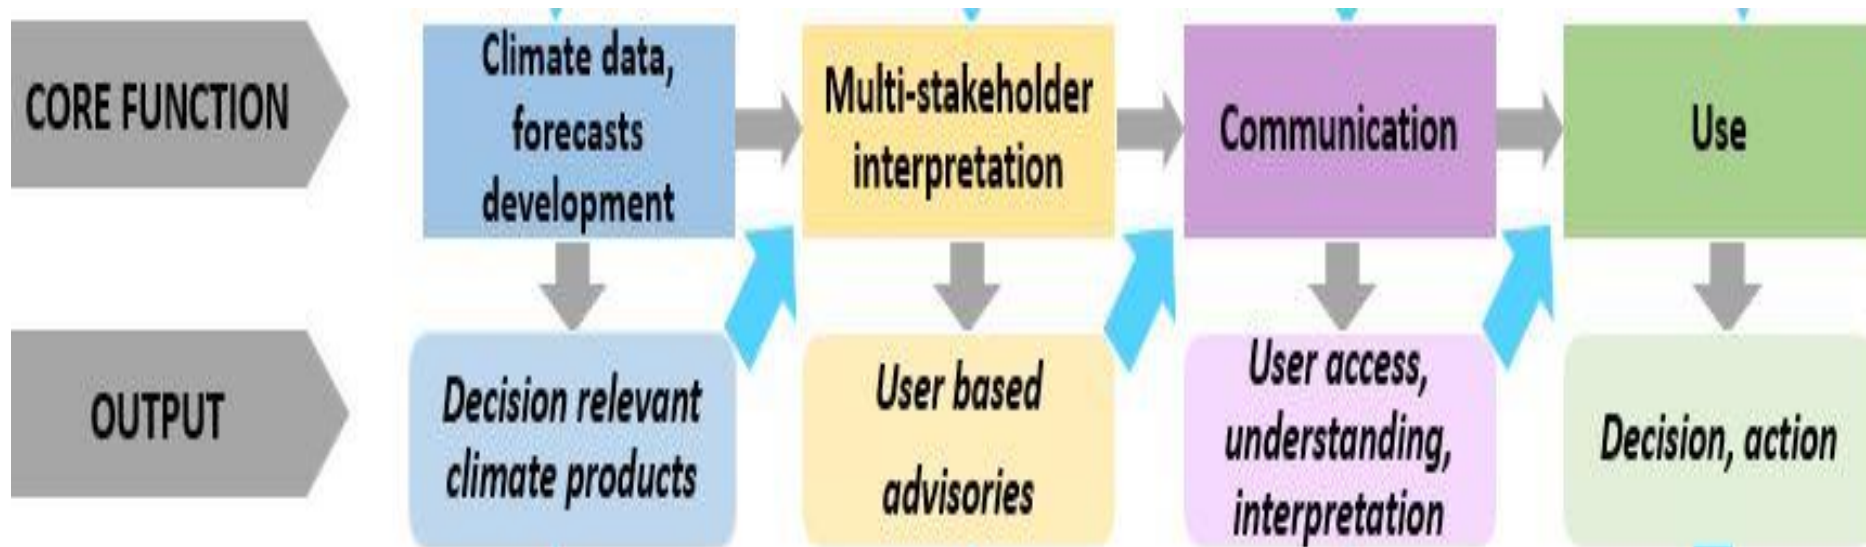 CORE FUNCTION
Climate data,
forecasts
development
Multi-stakeholder
interpretation
Communication
Use
OUTPUT
Decision relevant
climate products
User based
advisories
User access,
understanding,
interpretation
Decision, action